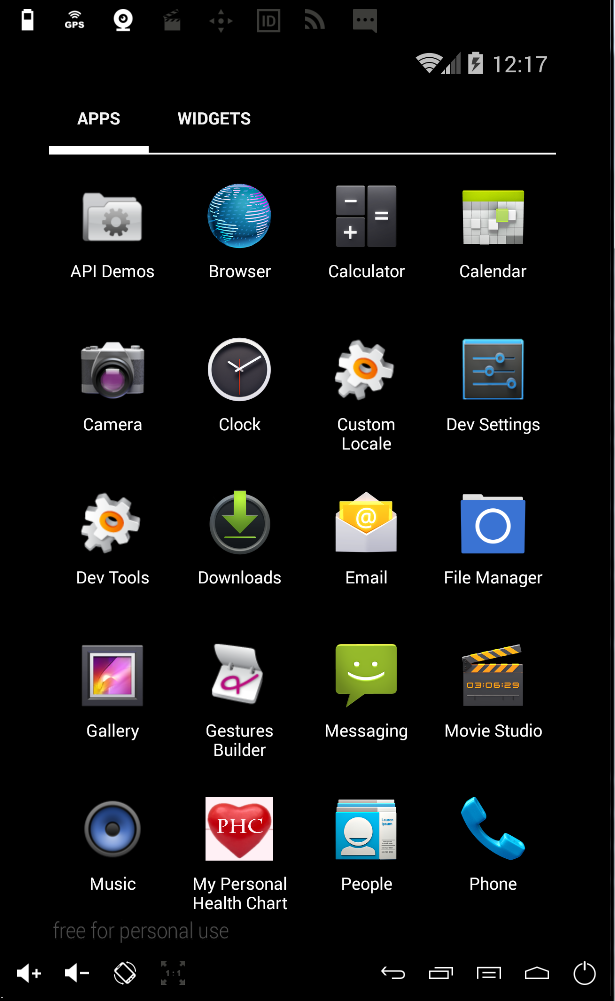 GPS
ID
12:17
APPS
WIDGETS
API Demos
Browser
Calculator
Calendar
Camera
Clock
Custom
Locale
Dev Settings
Dev Tools
Downloads
@
Email
File Manager
03:06:29
Gallery
Gestures
Builder
Messaging
Movie Studio
PHC
Music
My Personal
Health Chart
People
Phone
free for personal use
1:1